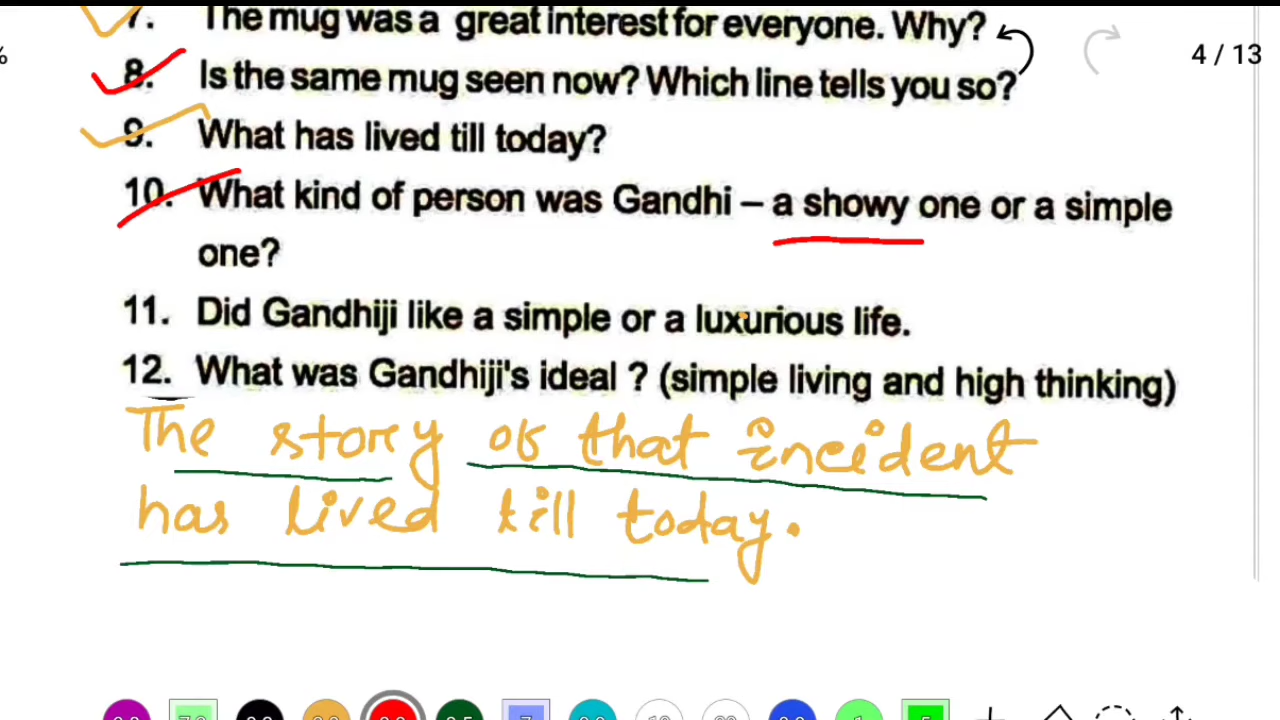 7. The mug was a great interest for everyone. Why?
4 / 13
%
8. Is the same mug seen now? Which line tells you so?
9. What has lived till today?
10. What kind of person was Gandhi – a showy one or a simple
one?
11. Did Gandhiji like a simple or a luxurious life.
12. What was Gandhiji's ideal ? (simple living and high thinking)
The story of that incident
has lived till today.